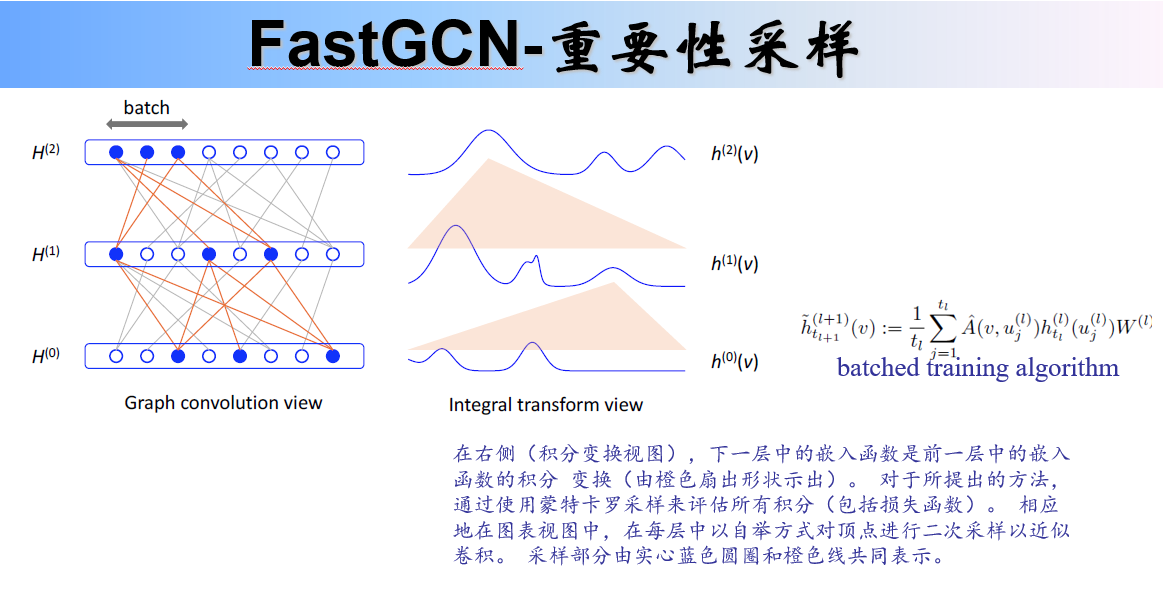 FastGCN-重要性采样
batch
H(2)
h(2)(v)
H(1)
h(1)(v)
H(0)
h(0)(v)
Graph convolution view
Integral transform view
h̃_{t_{l+1}}^{(l+1)}(v) := \frac{1}{t_l} \sum_{j=1}^{t_l} Â(v, u_j^{(l)}) h_{t_l}^{(l)}(u_j^{(l)}) W^{(l)}
batched training algorithm
在右侧（积分变换视图），下一层中的嵌入函数是前一层中的嵌入
函数的积分 变换（由橙色扇出形状示出）。 对于所提出的方法，
通过使用蒙特卡罗采样来评估所有积分（包括损失函数）。 相应
地在图表视图中，在每层中以自举方式对顶点进行二次采样以近似
卷积。 采样部分由实心蓝色圆圈和橙色线共同表示。